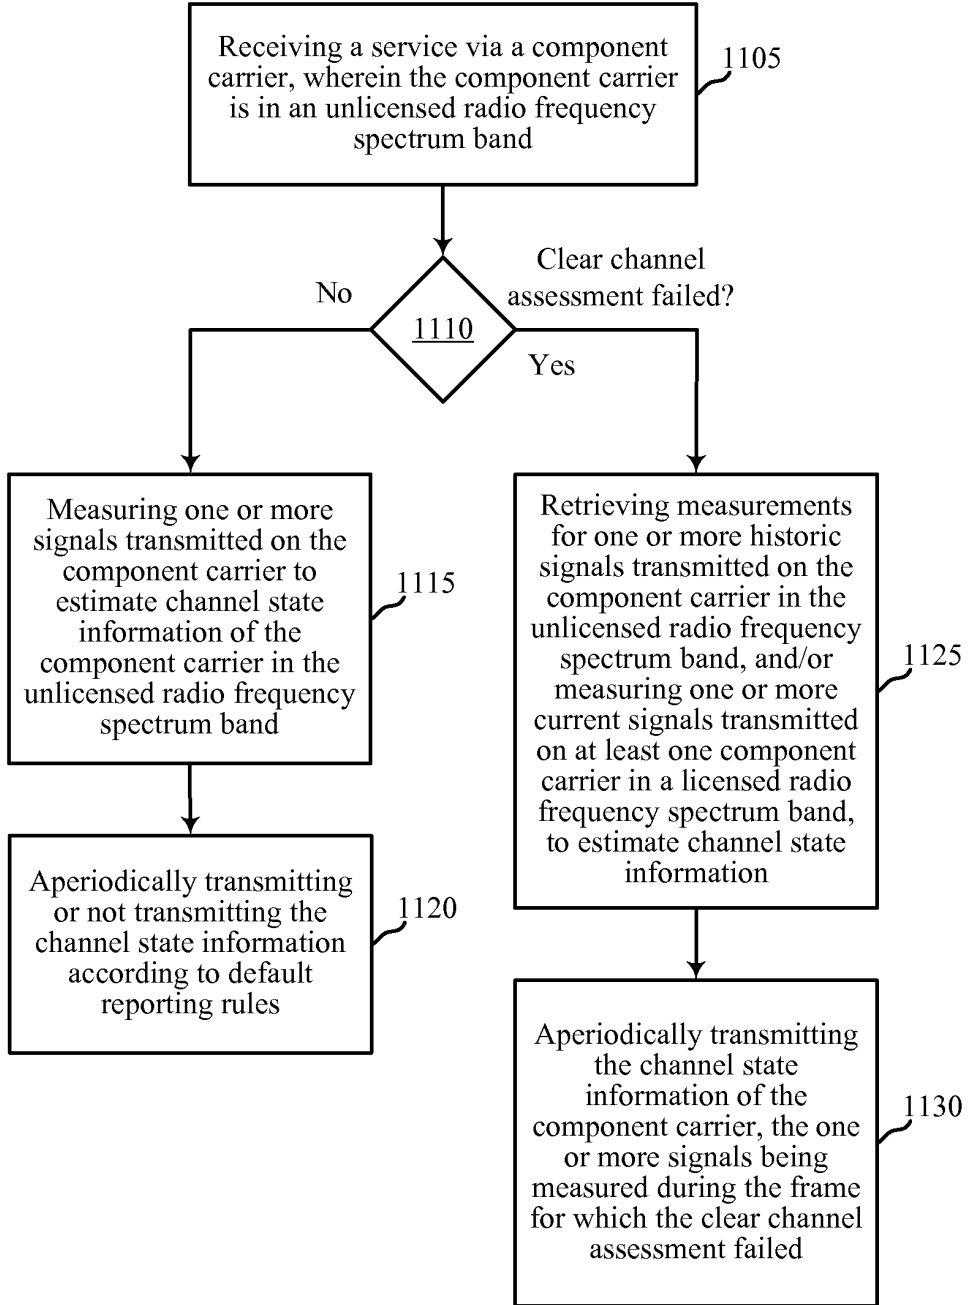 Receiving a service via a component
carrier, wherein the component carrier
is in an unlicensed radio frequency
spectrum band
1105
Clear channel
assessment failed?
No
1110
Yes
Measuring one or more
signals transmitted on the
component carrier to
estimate channel state
information of the
component carrier in the
unlicensed radio frequency
spectrum band
1115
Aperiodically transmitting
or not transmitting the
channel state information
according to default
reporting rules
1120
Retrieving measurements
for one or more historic
signals transmitted on the
component carrier in the
unlicensed radio frequency
spectrum band, and/or
measuring one or more
current signals transmitted
on at least one component
carrier in a licensed radio
frequency spectrum band,
to estimate channel state
information
1125
Aperiodically transmitting
the channel state
information of the
component carrier, the one
or more signals being
measured during the frame
for which the clear channel
assessment failed
1130